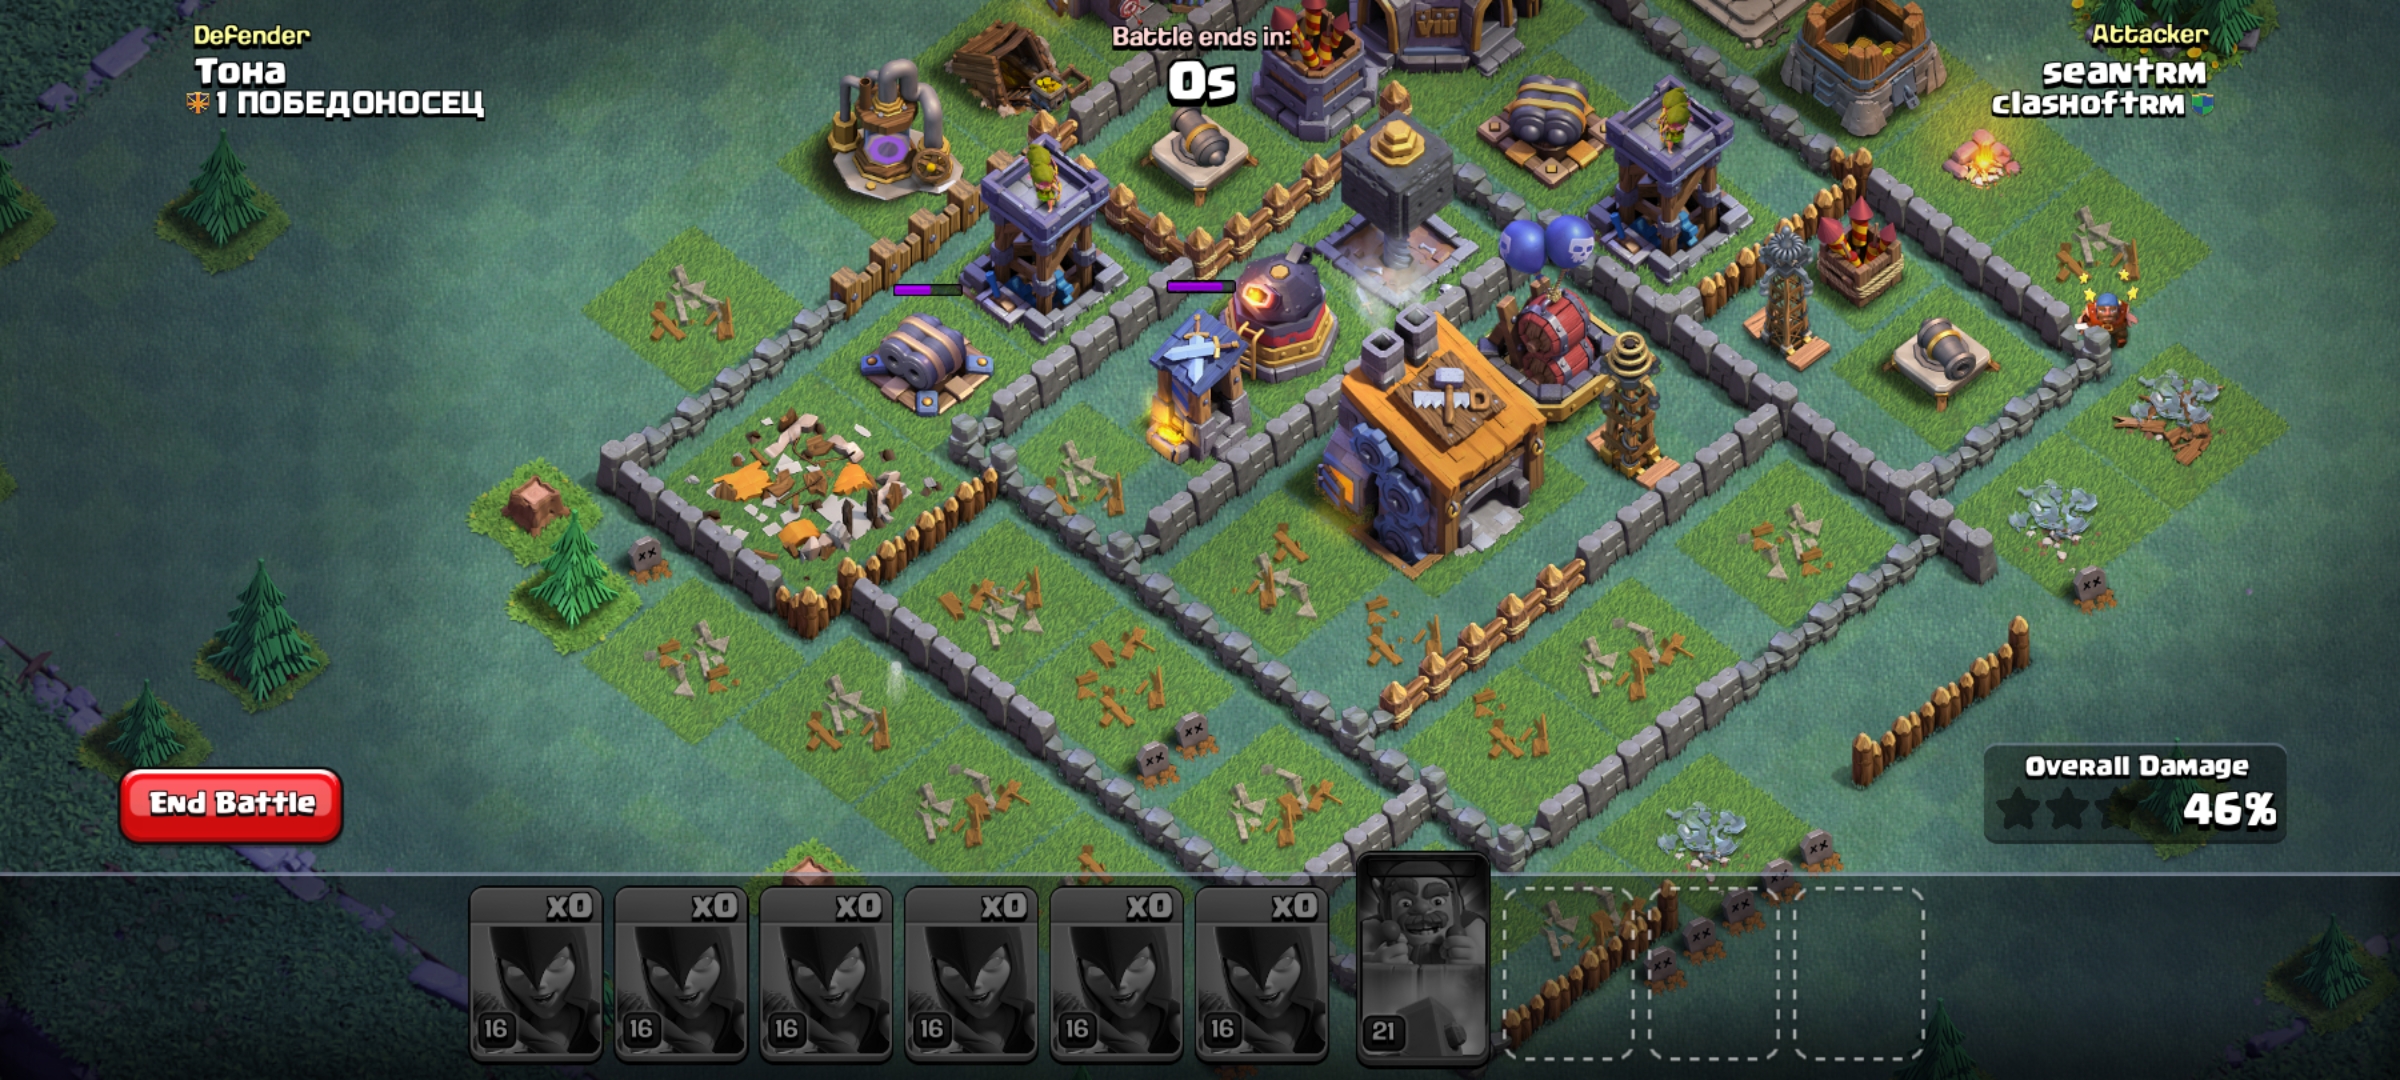 Defender
Тона
1 ПОБЕДОНОСЕЦ
Battle ends in:
0s
Attacker
seantrm
clashoftrm
VIII
End Battle
Overall Damage
46%
x0
x0
x0
x0
x0
x0
16
16
16
16
16
16
21